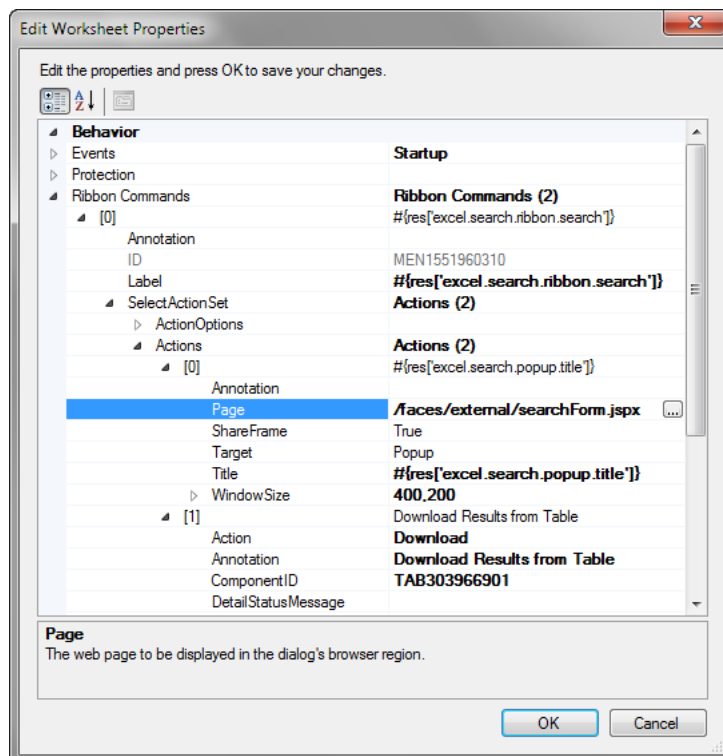 Edit Worksheet Properties
Edit the properties and press OK to save your changes.
Behavior
Events Startup
Protection
Ribbon Commands Ribbon Commands (2)
[0] #{res['excel.search.ribbon.search']}
Annotation
ID MEN1551960310
Label #{res['excel.search.ribbon.search']}
SelectActionSet Actions (2)
ActionOptions
Actions Actions (2)
[0] #{res['excel.search.popup.title']}
Annotation
Page /faces/external/searchForm.jspx ...
ShareFrame True
Target Popup
Title #{res['excel.search.popup.title']}
WindowSize 400,200
[1] Download Results from Table
Action Download
Annotation Download Results from Table
ComponentID TAB303966901
DetailStatusMessage
Page
The web page to be displayed in the dialog's browser region.
OK Cancel